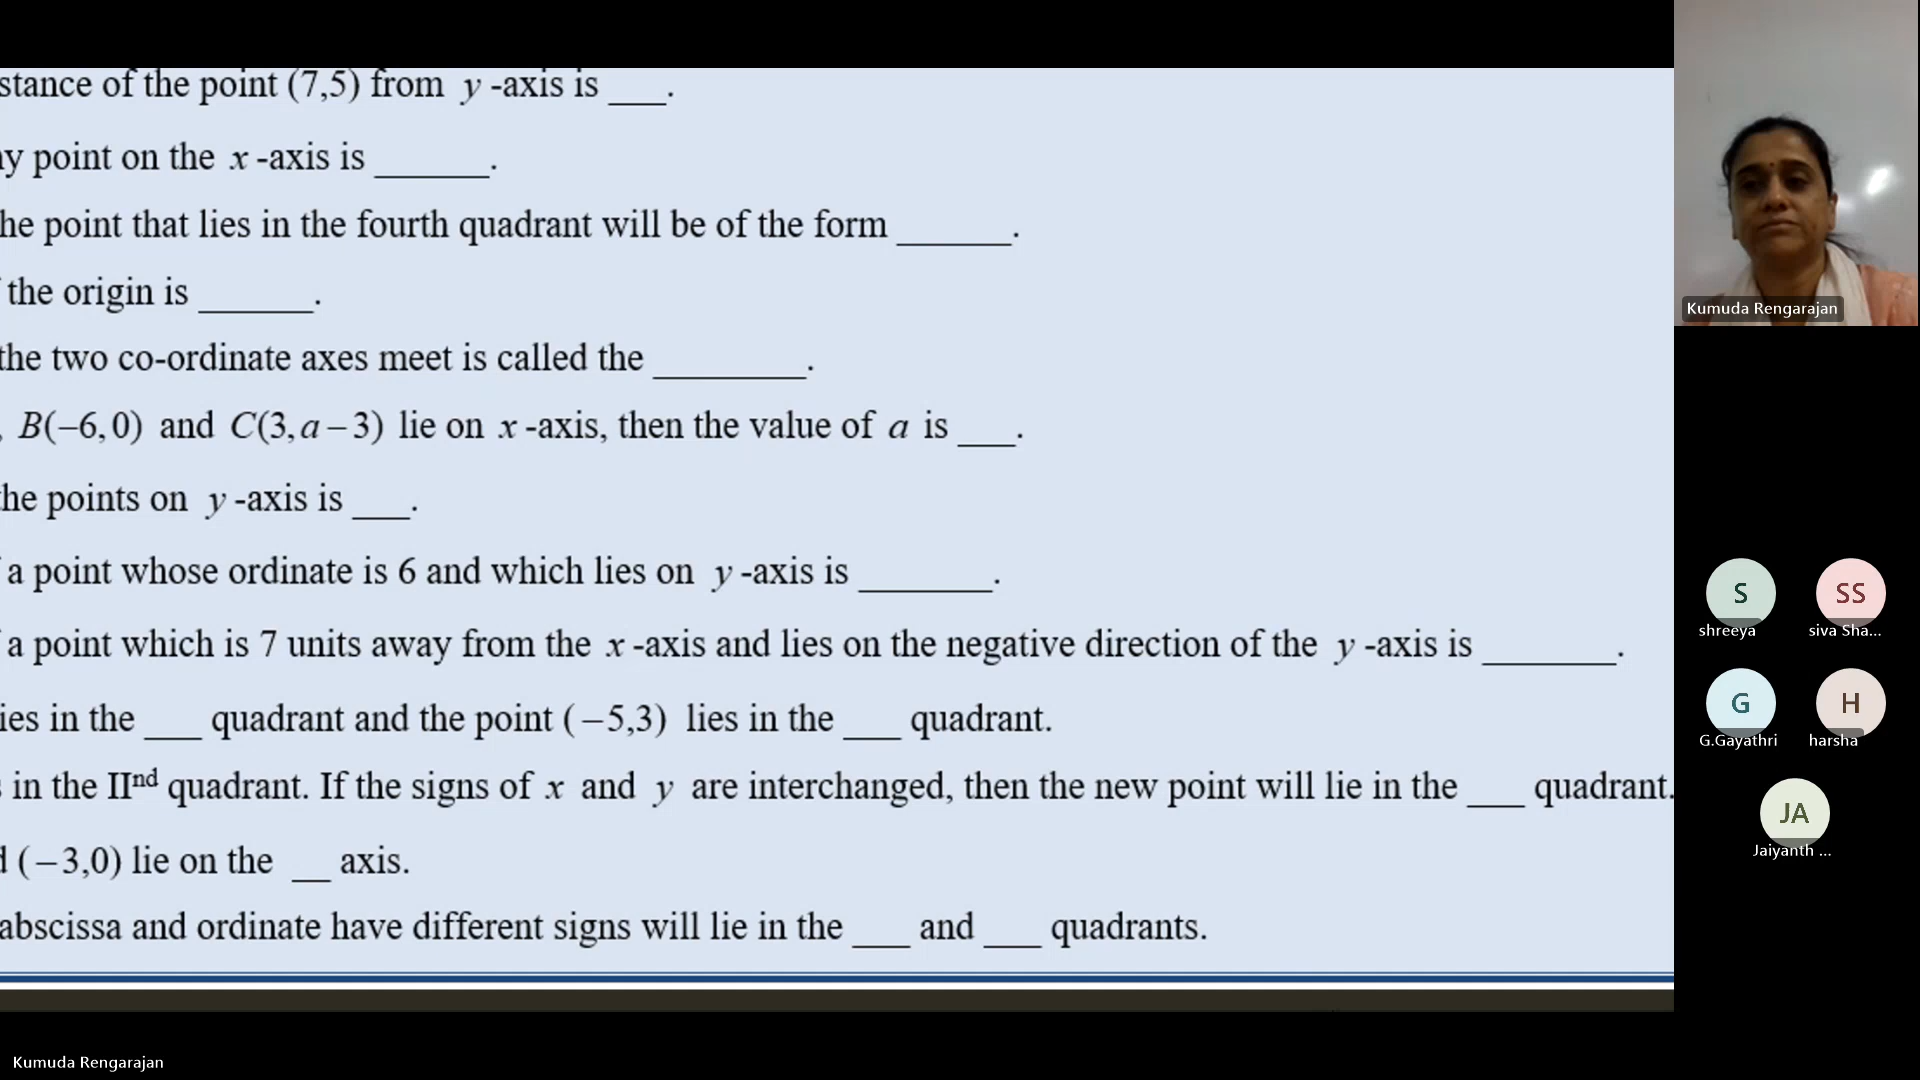 stance of the point (7,5) from y-axis is ___.
y point on the x-axis is ______.
he point that lies in the fourth quadrant will be of the form ______.
the origin is ______.
the two co-ordinate axes meet is called the ________.
, B(−6,0) and C(3,a−3) lie on x-axis, then the value of a is ___.
the points on y-axis is ___.
a point whose ordinate is 6 and which lies on y-axis is _______.
a point which is 7 units away from the x-axis and lies on the negative direction of the y-axis is _______.
ies in the ___ quadrant and the point (−5,3) lies in the ___ quadrant.
in the IIⁿᵈ quadrant. If the signs of x and y are interchanged, then the new point will lie in the ___ quadrant.
(−3,0) lie on the __ axis.
abscissa and ordinate have different signs will lie in the ___ and ___ quadrants.
Kumuda Rengarajan
S
SS
shreeya
siva Sha...
G
H
G.Gayathri
harsha
JA
Jaiyanth ...
Kumuda Rengarajan